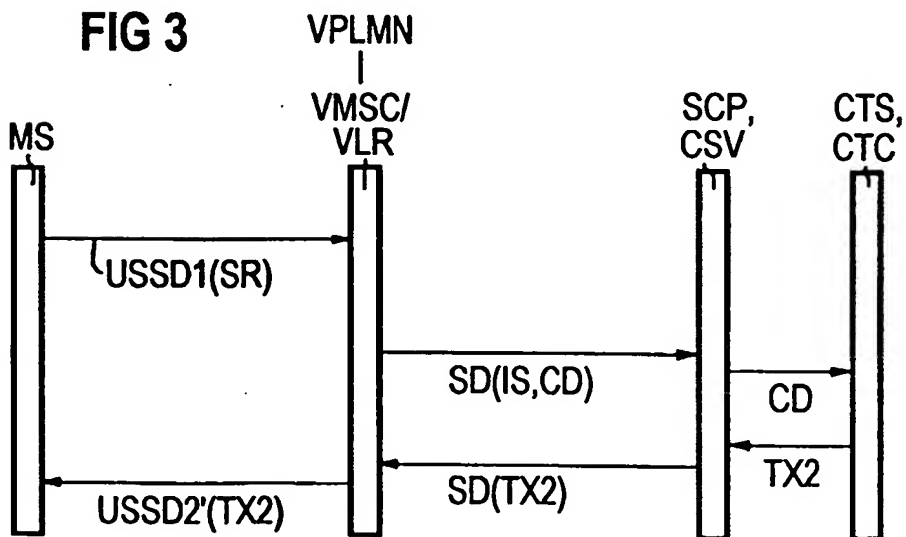 FIG 3
VPLMN
MS
VMSC/
VLR
SCP,
CSV
CTS,
CTC
USSD1(SR)
SD(IS,CD)
CD
TX2
SD(TX2)
USSD2'(TX2)